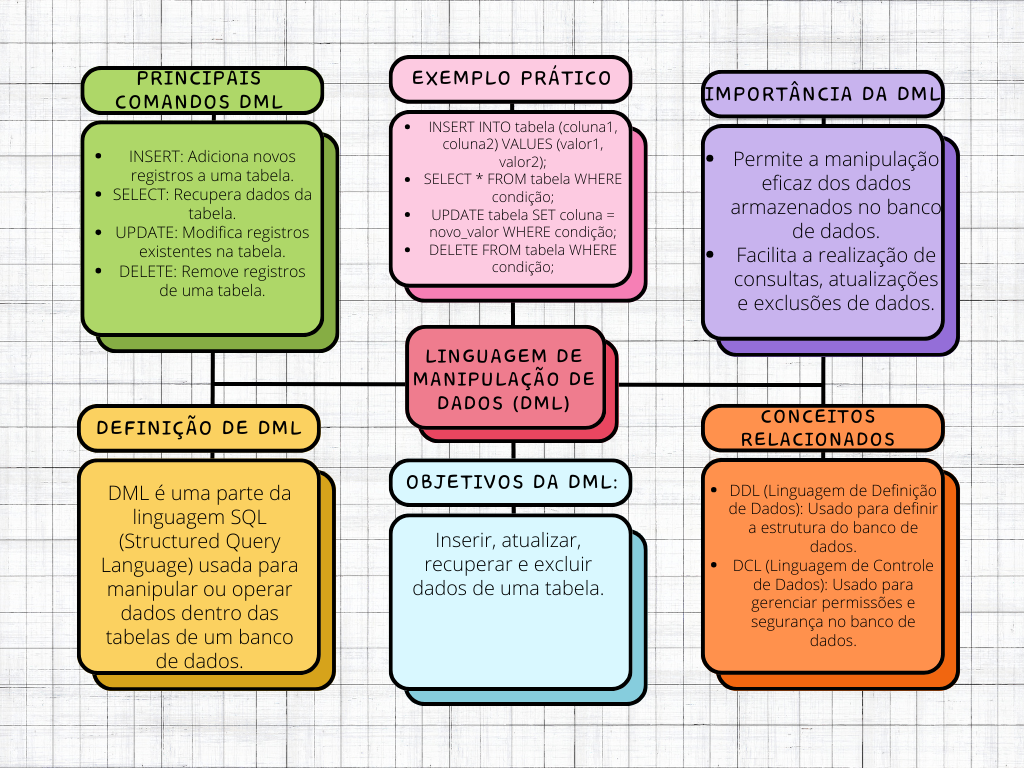 PRINCIPAIS
COMANDOS DML
• INSERT: Adiciona novos
registros a uma tabela.
• SELECT: Recupera dados da
tabela.
• UPDATE: Modifica registros
existentes na tabela.
• DELETE: Remove registros
de uma tabela.
EXEMPLO PRÁTICO
• INSERT INTO tabela (coluna1,
coluna2) VALUES (valor1,
valor2);
• SELECT * FROM tabela WHERE
condição;
• UPDATE tabela SET coluna =
novo_valor WHERE condição;
• DELETE FROM tabela WHERE
condição;
IMPORTÂNCIA DA DML
• Permite a manipulação
eficaz dos dados
armazenados no banco
de dados.
• Facilita a realização de
consultas, atualizações
e exclusões de dados.
LINGUAGEM DE
MANIPULAÇÃO DE
DADOS (DML)
DEFINIÇÃO DE DML
DML é uma parte da
linguagem SQL
(Structured Query
Language) usada para
manipular ou operar
dados dentro das
tabelas de um banco
de dados.
OBJETIVOS DA DML:
Inserir, atualizar,
recuperar e excluir
dados de uma tabela.
CONCEITOS
RELACIONADOS
• DDL (Linguagem de Definição
de Dados): Usado para definir
a estrutura do banco de
dados.
• DCL (Linguagem de Controle
de Dados): Usado para
gerenciar permissões e
segurança no banco de
dados.